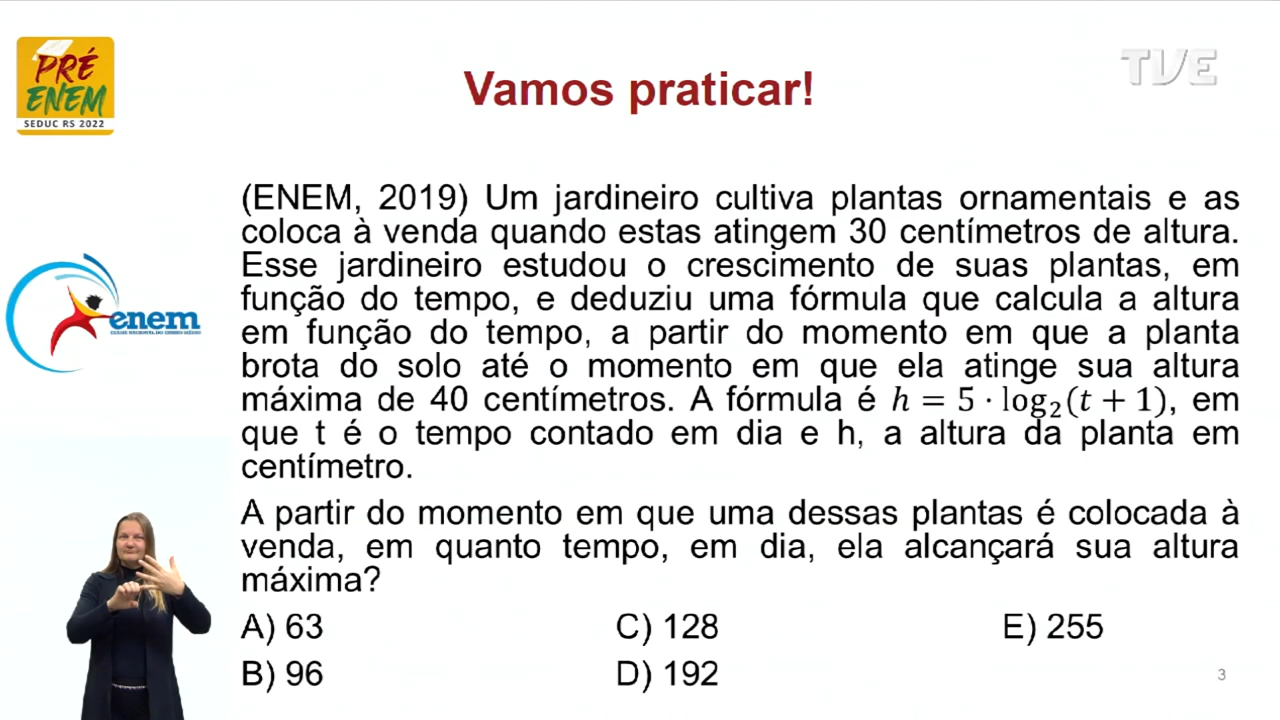 PRÉ
ENEM
SEDUC RS 2022
TVE
Vamos praticar!
(ENEM, 2019) Um jardineiro cultiva plantas ornamentais e as
coloca à venda quando estas atingem 30 centímetros de altura.
Esse jardineiro estudou o crescimento de suas plantas, em
função do tempo, e deduziu uma fórmula que calcula a altura
em função do tempo, a partir do momento em que a planta
brota do solo até o momento em que ela atinge sua altura
máxima de 40 centímetros. A fórmula é h = 5 · log₂(t + 1), em
que t é o tempo contado em dia e h, a altura da planta em
centímetro.
A partir do momento em que uma dessas plantas é colocada à
venda, em quanto tempo, em dia, ela alcançará sua altura
máxima?
A) 63 C) 128 E) 255
B) 96 D) 192
enem
EXAME NACIONAL DO ENSINO MÉDIO
3